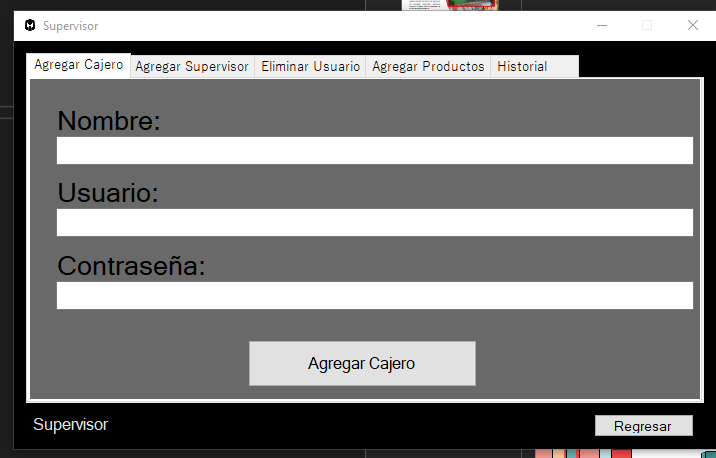 Supervisor
Agregar Cajero Agregar Supervisor Eliminar Usuario Agregar Productos Historial
Nombre:
Usuario:
Contraseña:
Agregar Cajero
Supervisor Regresar